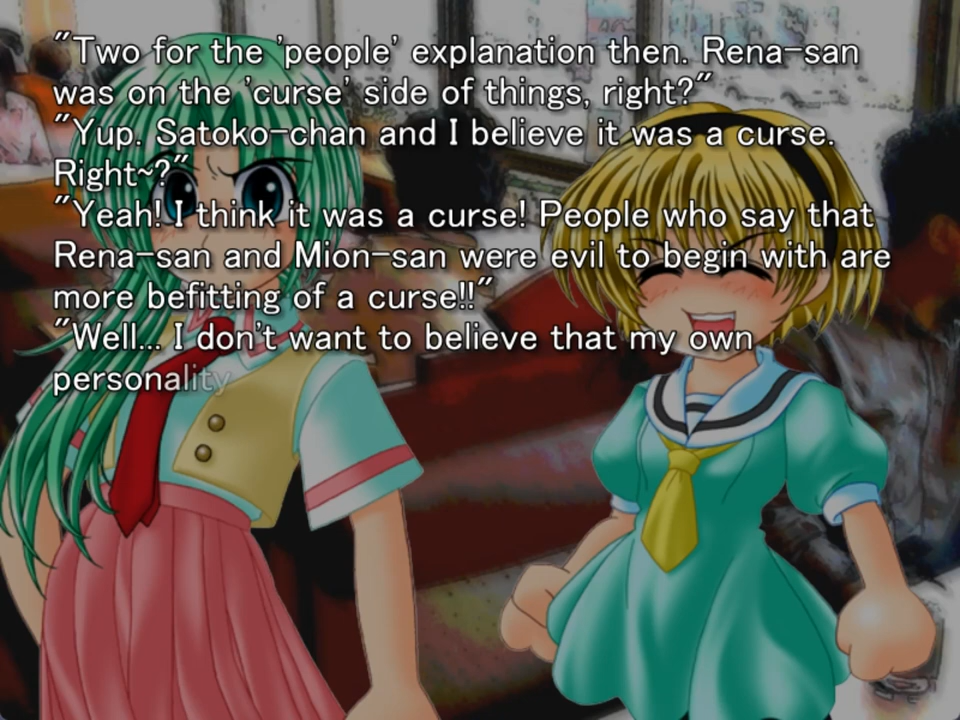 "Two for the 'people' explanation then. Rena-san
was on the 'curse' side of things, right?"
"Yup. Satoko-chan and I believe it was a curse.
Right~?"
"Yeah! I think it was a curse! People who say that
Rena-san and Mion-san were evil to begin with are
more befitting of a curse!!"
"Well... I don't want to believe that my own
personality